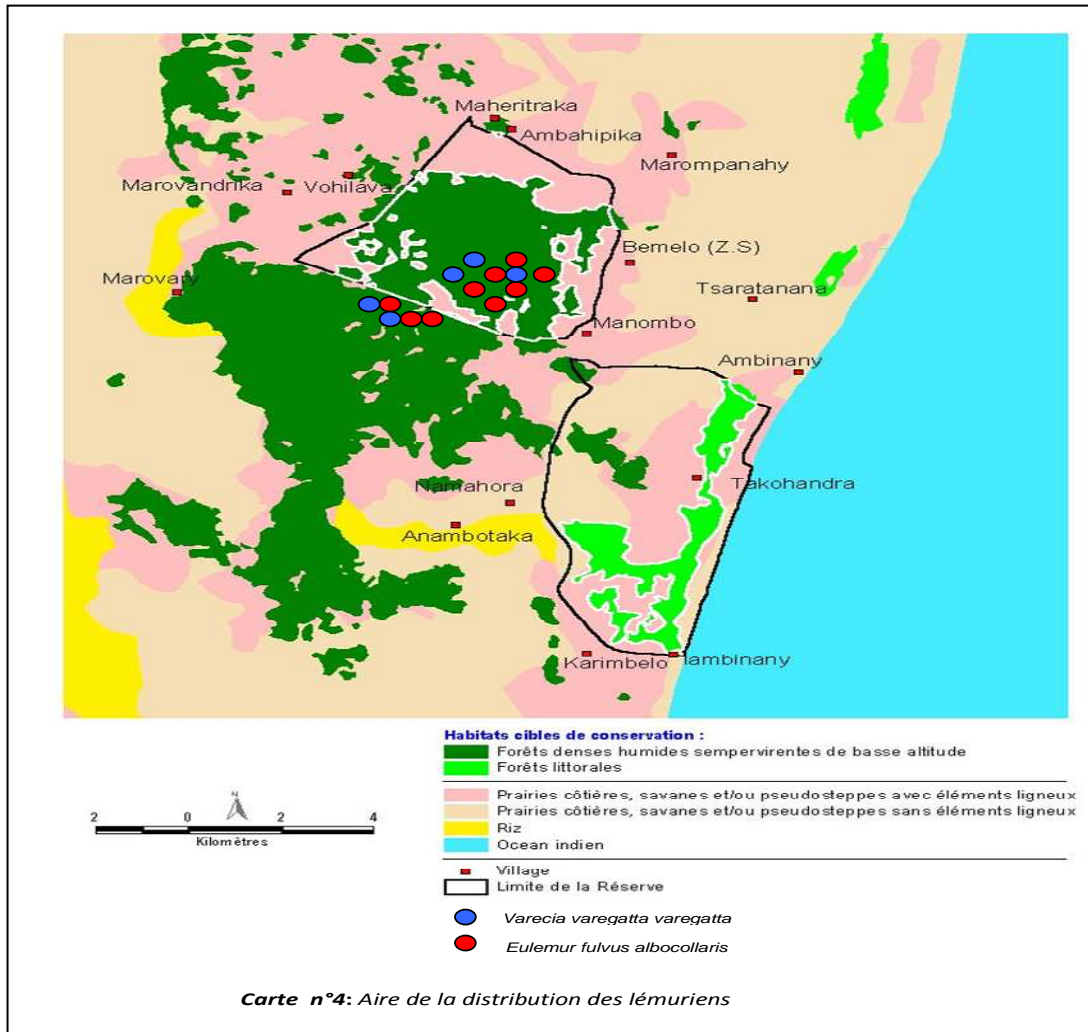 Maheritraka
Ambahipika
Marompanahy
Marovandrika
Vohilava
Bemelo (Z.S)
Marovary
Tsaratanana
Manombo
Ambinany
Takohandra
Namahora
Anambotaka
Karimbelo
Iambinany
Habitats cibles de conservation :
Forêts denses humides sempervirentes de basse altitude
Forêts littorales
Prairies côtières, savanes et/ou pseudosteppes avec éléments ligneux
Prairies côtières, savanes et/ou pseudosteppes sans éléments ligneux
Riz
Ocean indien
Village
Limite de la Réserve
N
2 0 2 4
Kilomètres
Varecia varegatta varegatta
Eulemur fulvus albocollaris
Carte n°4: Aire de la distribution des lémuriens